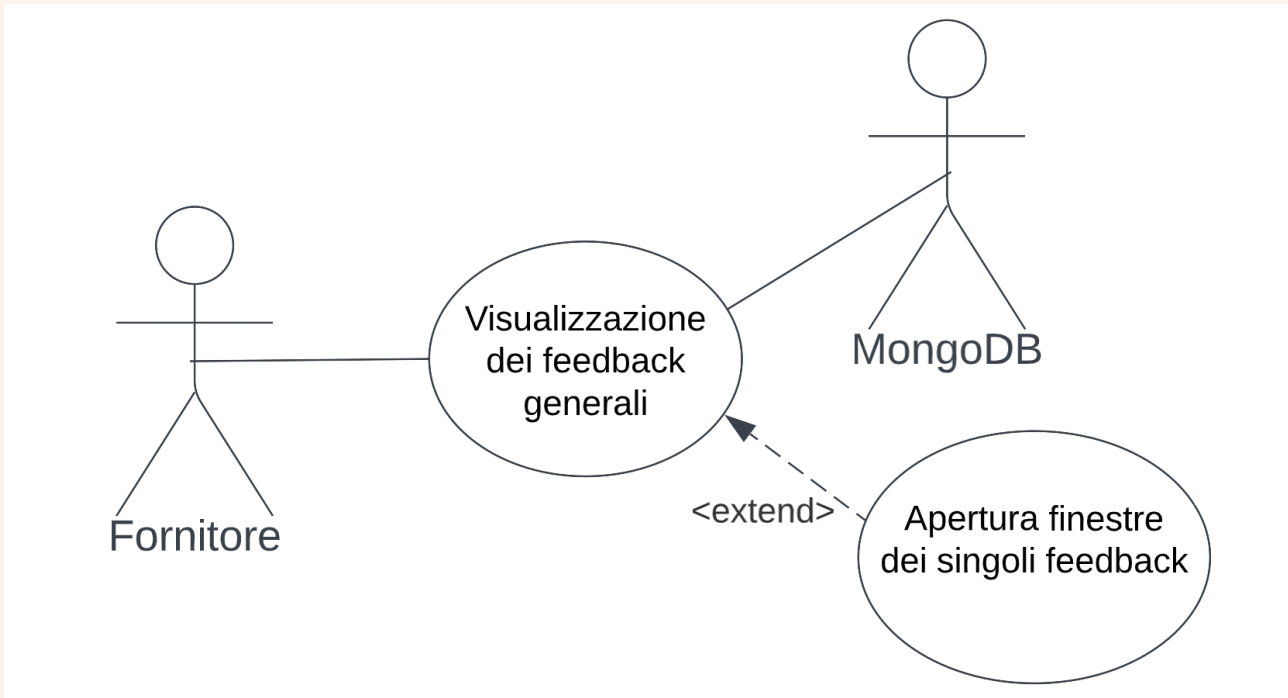 Visualizzazione
dei feedback
generali
MongoDB
<extend>
Fornitore
Apertura finestre
dei singoli feedback